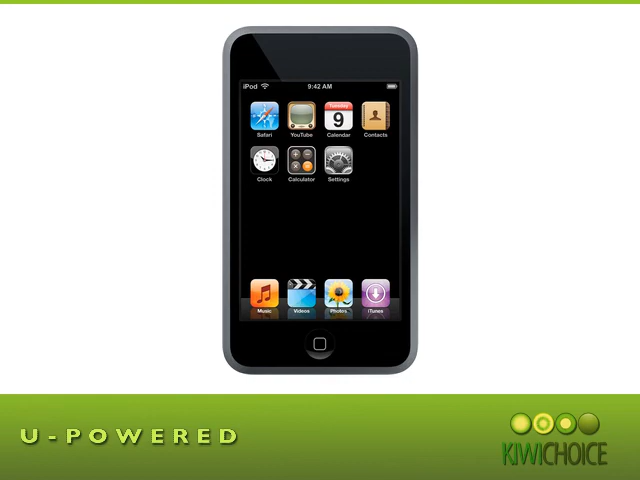 iPod 9:42 AM
Safari YouTube Calendar Contacts
Tuesday
9
Clock Calculator Settings
Music Videos Photos iTunes
U-POWERED
KIWICHOICE